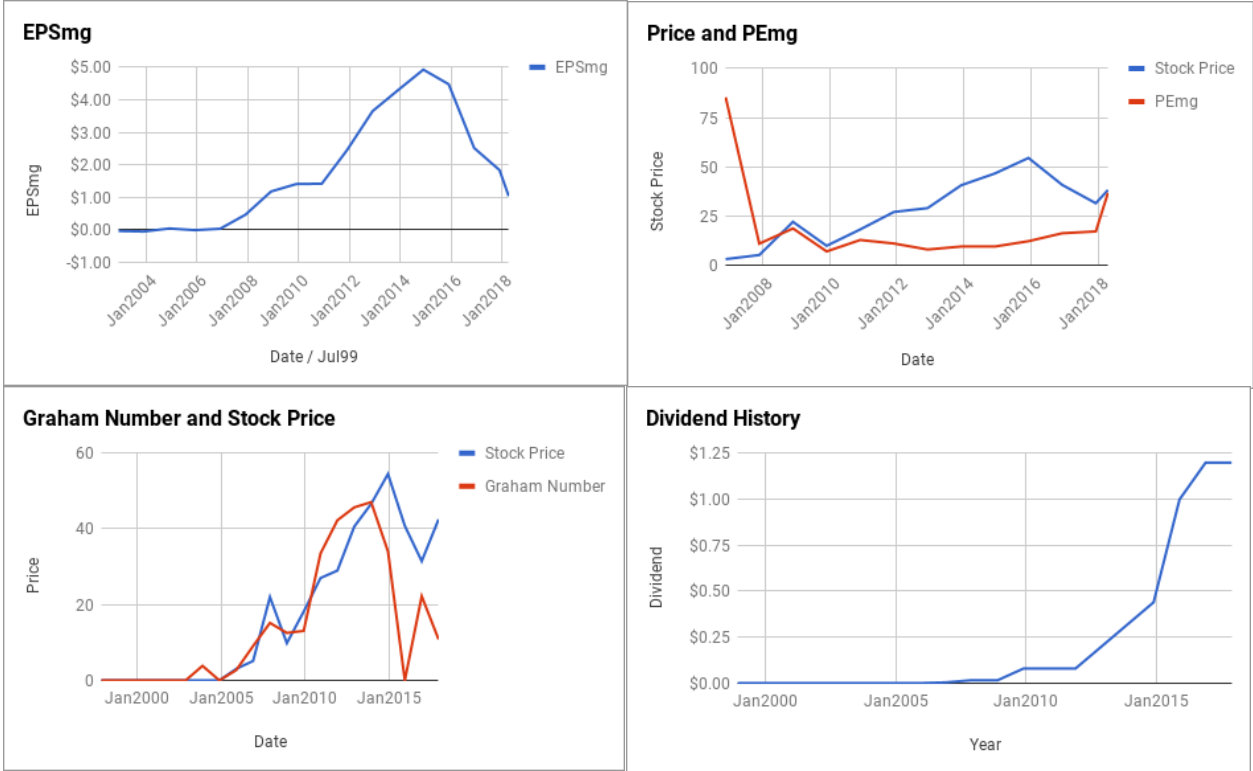 EPSmg
EPSmg
$5.00
$4.00
$3.00
$2.00
$1.00
$0.00
-$1.00
EPSmg
Jan2004
Jan2006
Jan2008
Jan2010
Jan2012
Jan2014
Jan2016
Jan2018
Date / Jul99
Price and PEmg
Stock Price
PEmg
100
75
50
25
0
Stock Price
Jan2008
Jan2010
Jan2012
Jan2014
Jan2016
Jan2018
Date
Graham Number and Stock Price
Stock Price
Graham Number
60
40
20
0
Price
Jan2000
Jan2005
Jan2010
Jan2015
Date
Dividend History
$1.25
$1.00
$0.75
$0.50
$0.25
$0.00
Dividend
Jan2000
Jan2005
Jan2010
Jan2015
Year